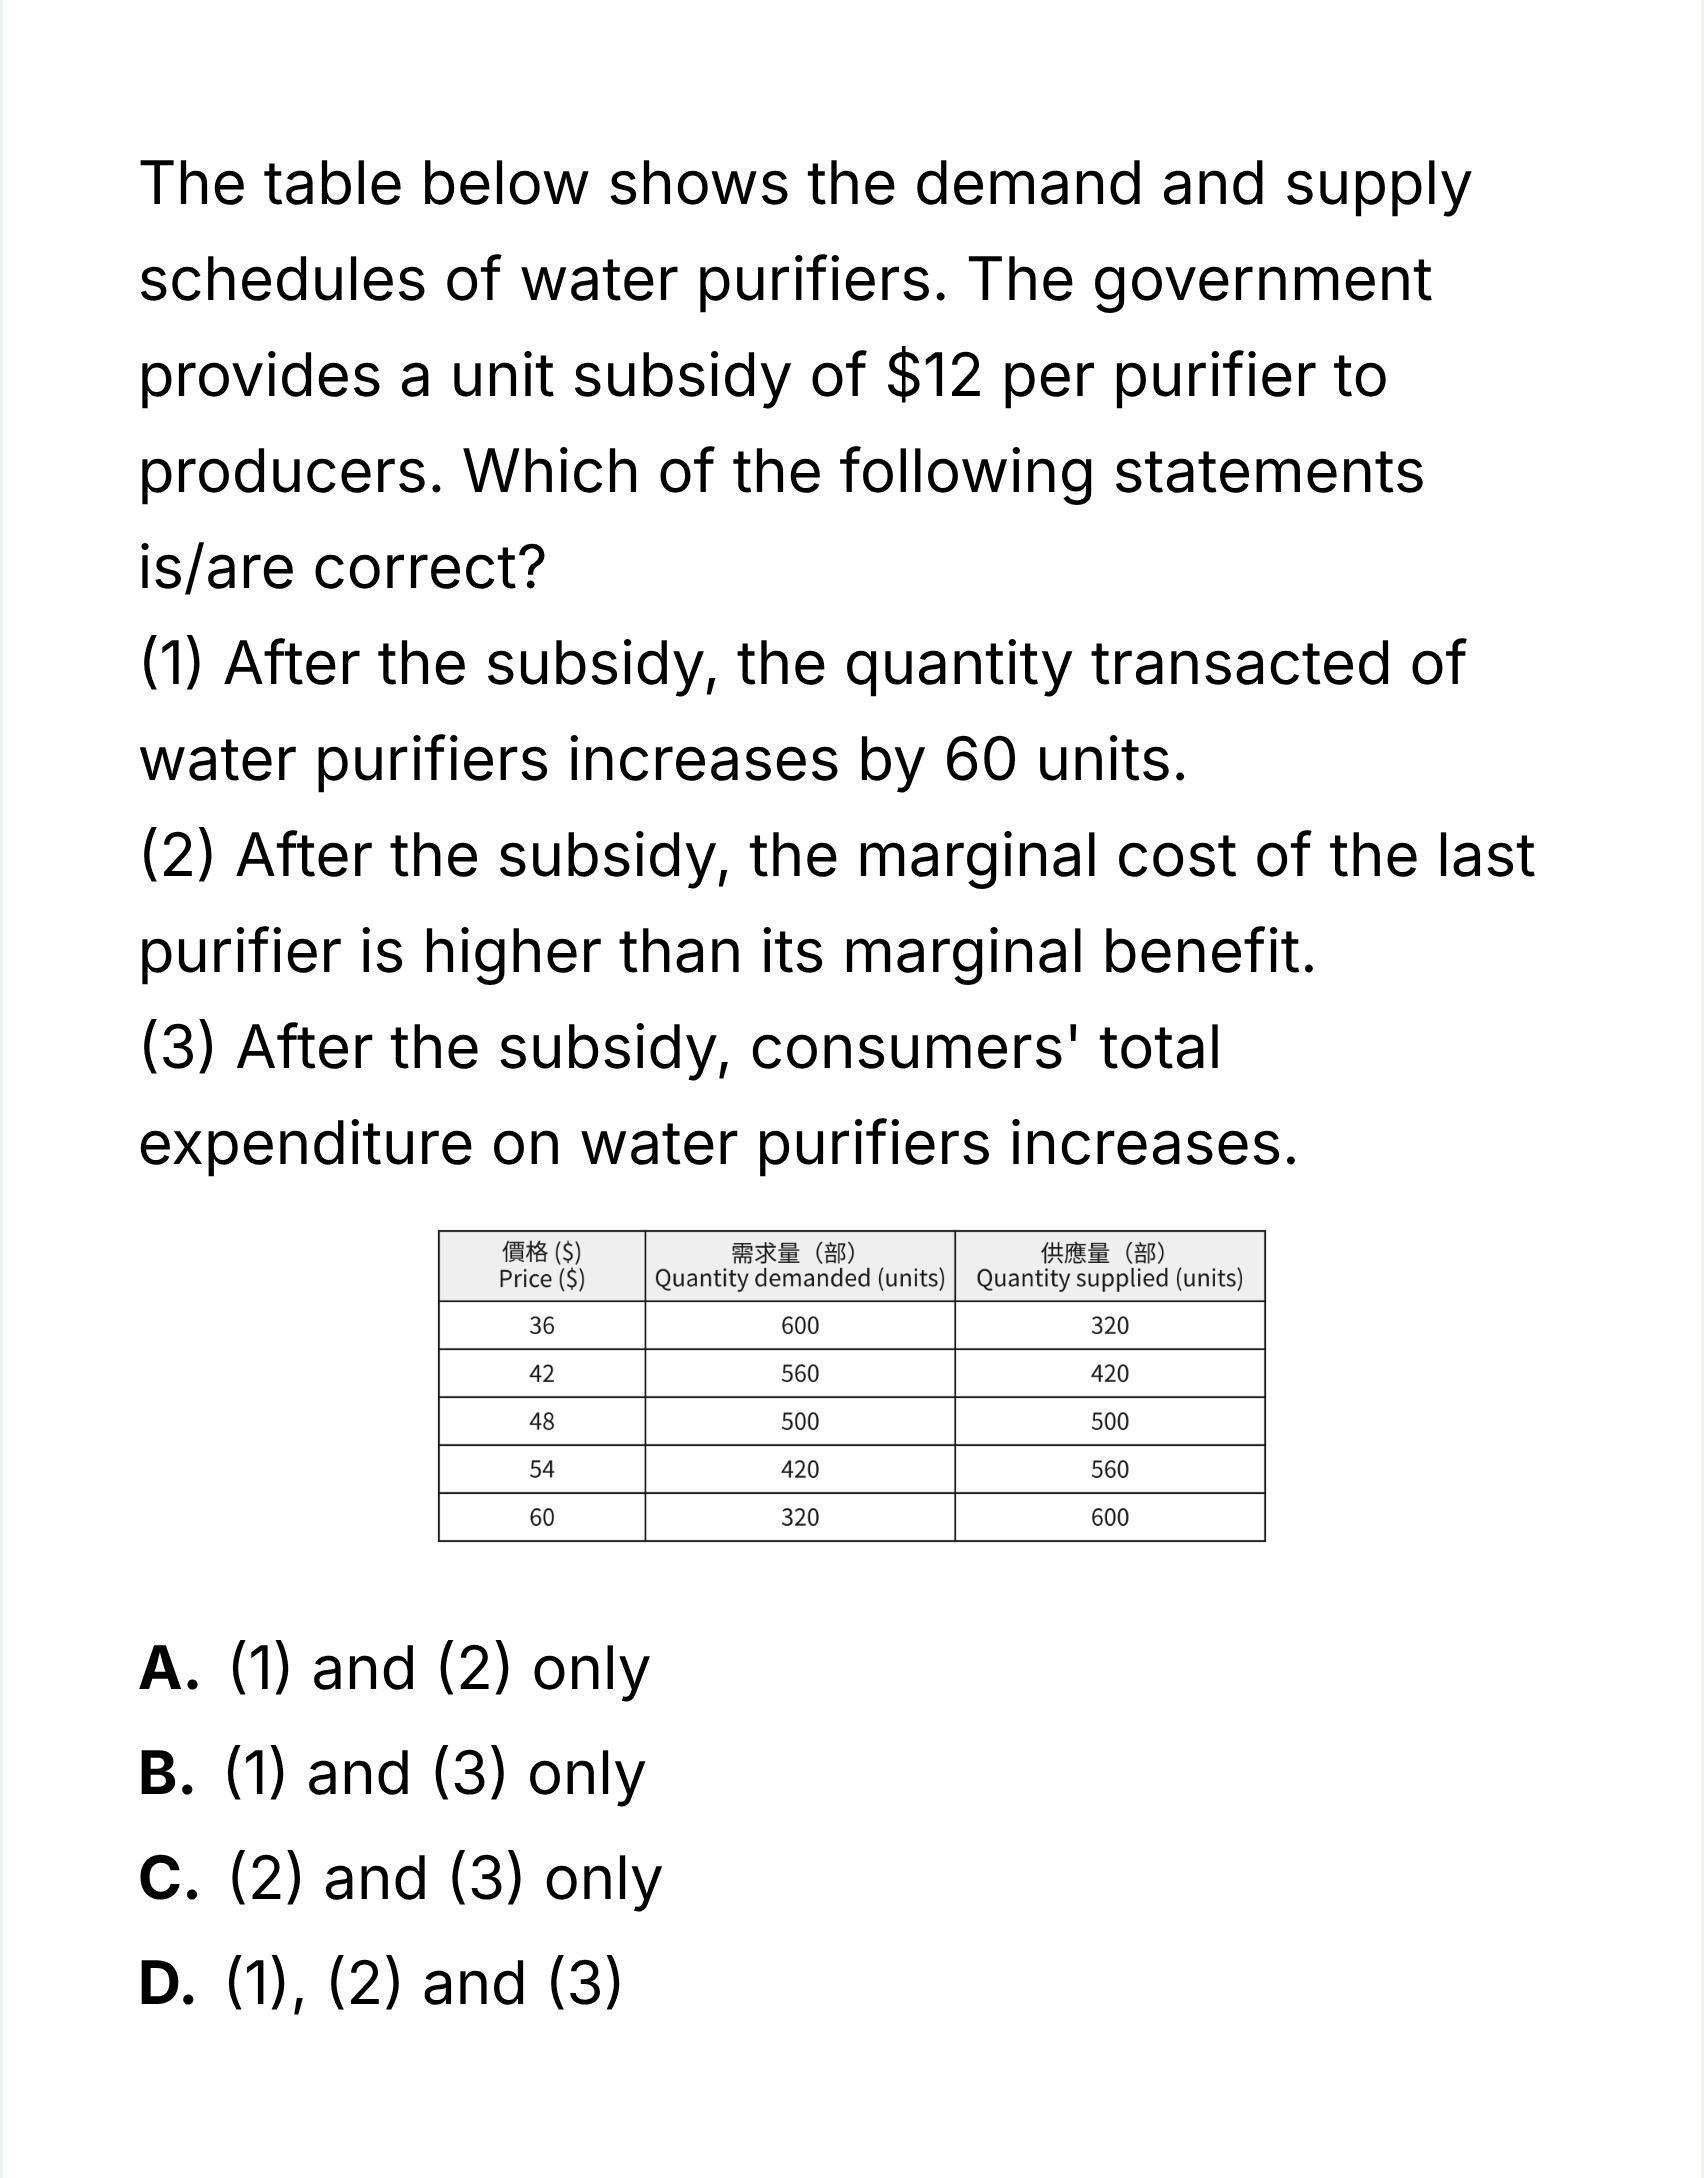 The table below shows the demand and supply
schedules of water purifiers. The government
provides a unit subsidy of $12 per purifier to
producers. Which of the following statements
is/are correct?
(1) After the subsidy, the quantity transacted of
water purifiers increases by 60 units.
(2) After the subsidy, the marginal cost of the last
purifier is higher than its marginal benefit.
(3) After the subsidy, consumers' total
expenditure on water purifiers increases.
價格 ($) 需求量（部） 供應量（部）
Price ($) Quantity demanded (units) Quantity supplied (units)
36 600 320
42 560 420
48 500 500
54 420 560
60 320 600
A. (1) and (2) only
B. (1) and (3) only
C. (2) and (3) only
D. (1), (2) and (3)